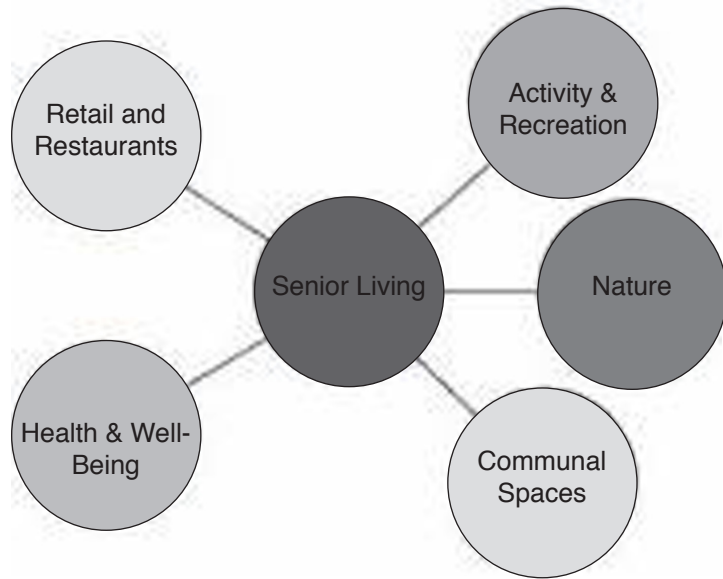 Retail and
Restaurants
Activity &
Recreation
Senior Living
Nature
Health & Well-
Being
Communal
Spaces